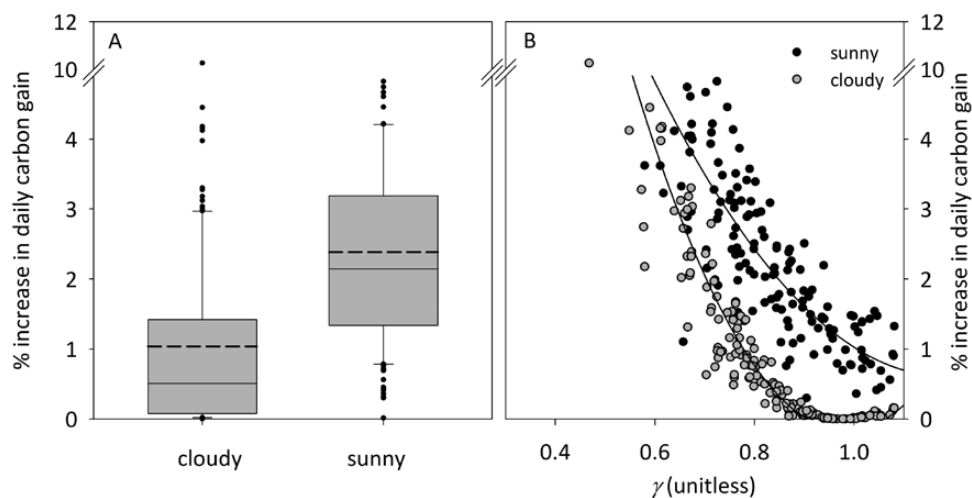 12
A
10
4
3
2
1
0
% increase in daily carbon gain
cloudy
sunny
B
sunny
cloudy
12
10
4
3
2
1
0
% increase in daily carbon gain
0.4 0.6 0.8 1.0
γ (unitless)